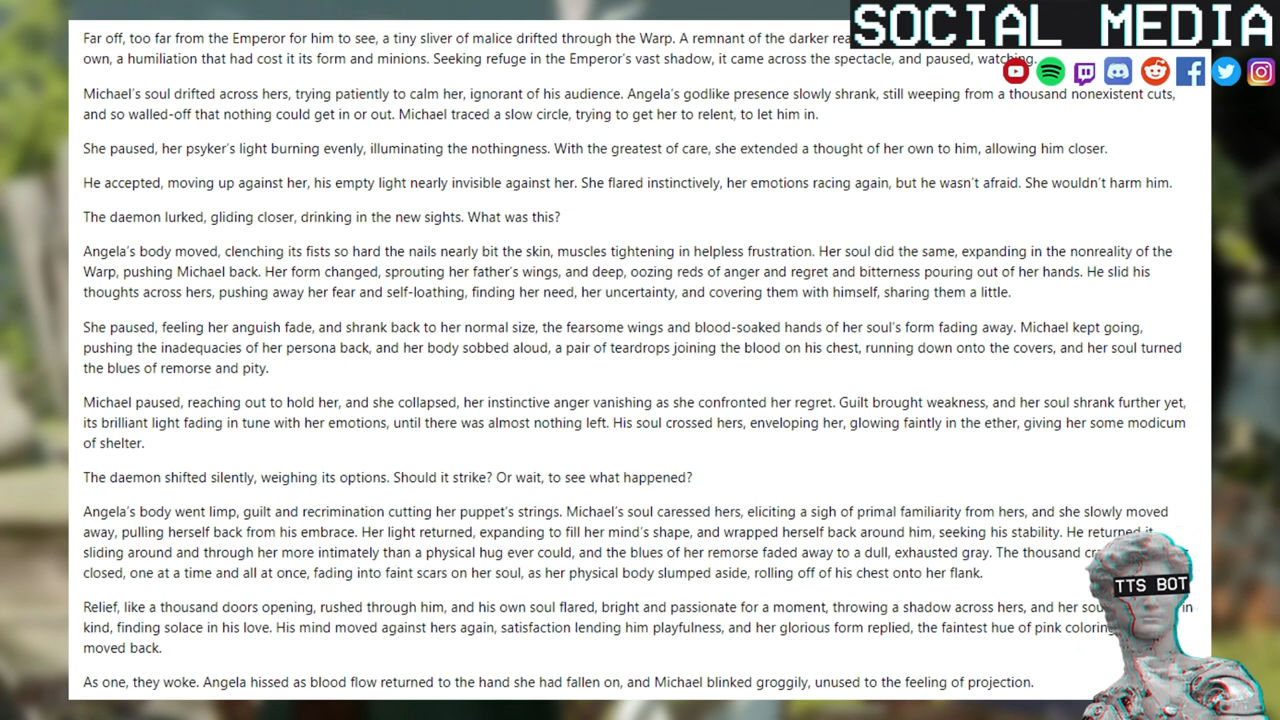 SOCIAL MEDIA
Far off, too far from the Emperor for him to see, a tiny sliver of malice drifted through the Warp. A remnant of the darker
own, a humiliation that had cost it its form and minions. Seeking refuge in the Emperor's vast shadow, it came across the spectacle, and paused, watching.
Michael's soul drifted across hers, trying patiently to calm her, ignorant of his audience. Angela's godlike presence slowly shrank, still weeping from a thousand nonexistent cuts,
and so walled-off that nothing could get in or out. Michael traced a slow circle, trying to get her to relent, to let him in.
She paused, her psyker's light burning evenly, illuminating the nothingness. With the greatest of care, she extended a thought of her own to him, allowing him closer.
He accepted, moving up against her, his empty light nearly invisible against her. She flared instinctively, her emotions racing again, but he wasn't afraid. She wouldn't harm him.
The daemon lurked, gliding closer, drinking in the new sights. What was this?
Angela's body moved, clenching its fists so hard the nails nearly bit the skin, muscles tightening in helpless frustration. Her soul did the same, expanding in the nonreality of the
Warp, pushing Michael back. Her form changed, sprouting her father's wings, and deep, oozing reds of anger and regret and bitterness pouring out of her hands. He slid his
thoughts across hers, pushing away her fear and self-loathing, finding her need, her uncertainty, and covering them with himself, sharing them a little.
She paused, feeling her anguish fade, and shrank back to her normal size, the fearsome wings and blood-soaked hands of her soul's form fading away. Michael kept going,
pushing the inadequacies of her persona back, and her body sobbed aloud, a pair of teardrops joining the blood on his chest, running down onto the covers, and her soul turned
the blues of remorse and pity.
Michael paused, reaching out to hold her, and she collapsed, her instinctive anger vanishing as she confronted her regret. Guilt brought weakness, and her soul shrank further yet,
its brilliant light fading in tune with her emotions, until there was almost nothing left. His soul crossed hers, enveloping her, glowing faintly in the ether, giving her some modicum
of shelter.
The daemon shifted silently, weighing its options. Should it strike? Or wait, to see what happened?
Angela's body went limp, guilt and recrimination cutting her puppet's strings. Michael's soul caressed hers, eliciting a sigh of primal familiarity from hers, and she slowly moved
away, pulling herself back from his embrace. Her light returned, expanding to fill her mind's shape, and wrapped herself back around him, seeking his stability. He returned it,
sliding around and through her more intimately than a physical hug ever could, and the blues of her remorse faded away to a dull, exhausted gray. The thousand
closed, one at a time and all at once, fading into faint scars on her soul, as her physical body slumped aside, rolling off of his chest onto her flank.
Relief, like a thousand doors opening, rushed through him, and his own soul flared, bright and passionate for a moment, throwing a shadow across hers, and her in
kind, finding solace in his love. His mind moved against hers again, satisfaction lending him playfulness, and her glorious form replied, the faintest hue of pink
moved back.
As one, they woke. Angela hissed as blood flow returned to the hand she had fallen on, and Michael blinked groggily, unused to the feeling of projection.
TTS BOT